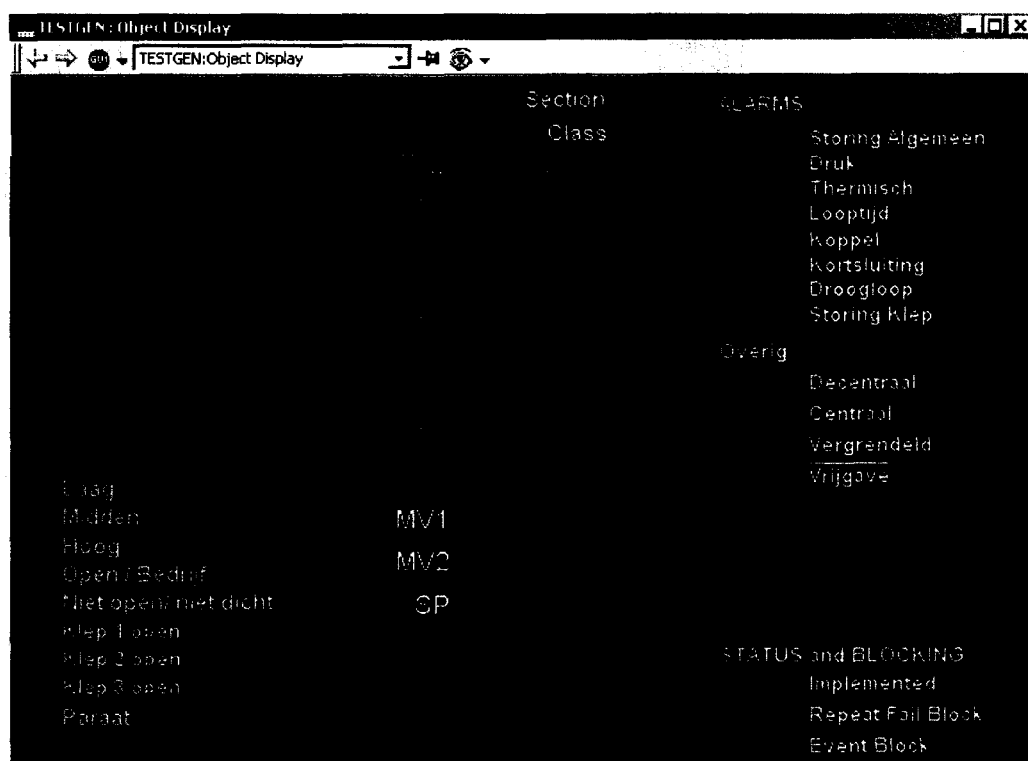 TESTGEN : Object Display
TESTGEN:Object Display
Section
Class
ALARMS
Storing Algemeen
Druk
Thermisch
Looptijd
Koppel
Kortsluiting
Droogloop
Storing Klep
Overig
Decentraal
Centraal
Vergrendeld
Vrijgave
Laag
Midden
Hoog
Open / Bedrijf
Niet open/ niet dicht
Klep 1 open
Klep 2 open
Klep 3 open
Paraat
MV1
MV2
SP
STATUS and BLOCKING
Implemented
Repeat Fail Block
Event Block